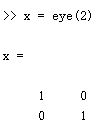 >> x = eye(2)
x =
1 0
0 1